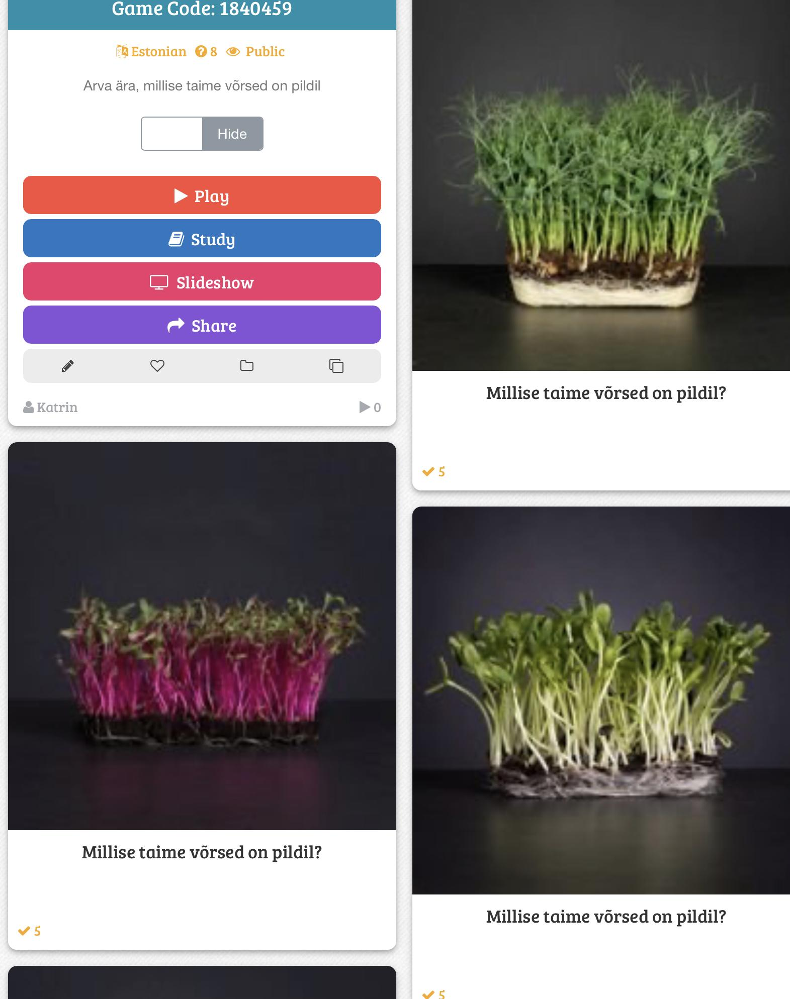 Game Code: 1840459
Estonian 8 Public
Arva ära, millise taime võrsed on pildil
Hide
Play
Study
Slideshow
Share
Katrin 0
Millise taime võrsed on pildil?
5
Millise taime võrsed on pildil?
5
Millise taime võrsed on pildil?
5